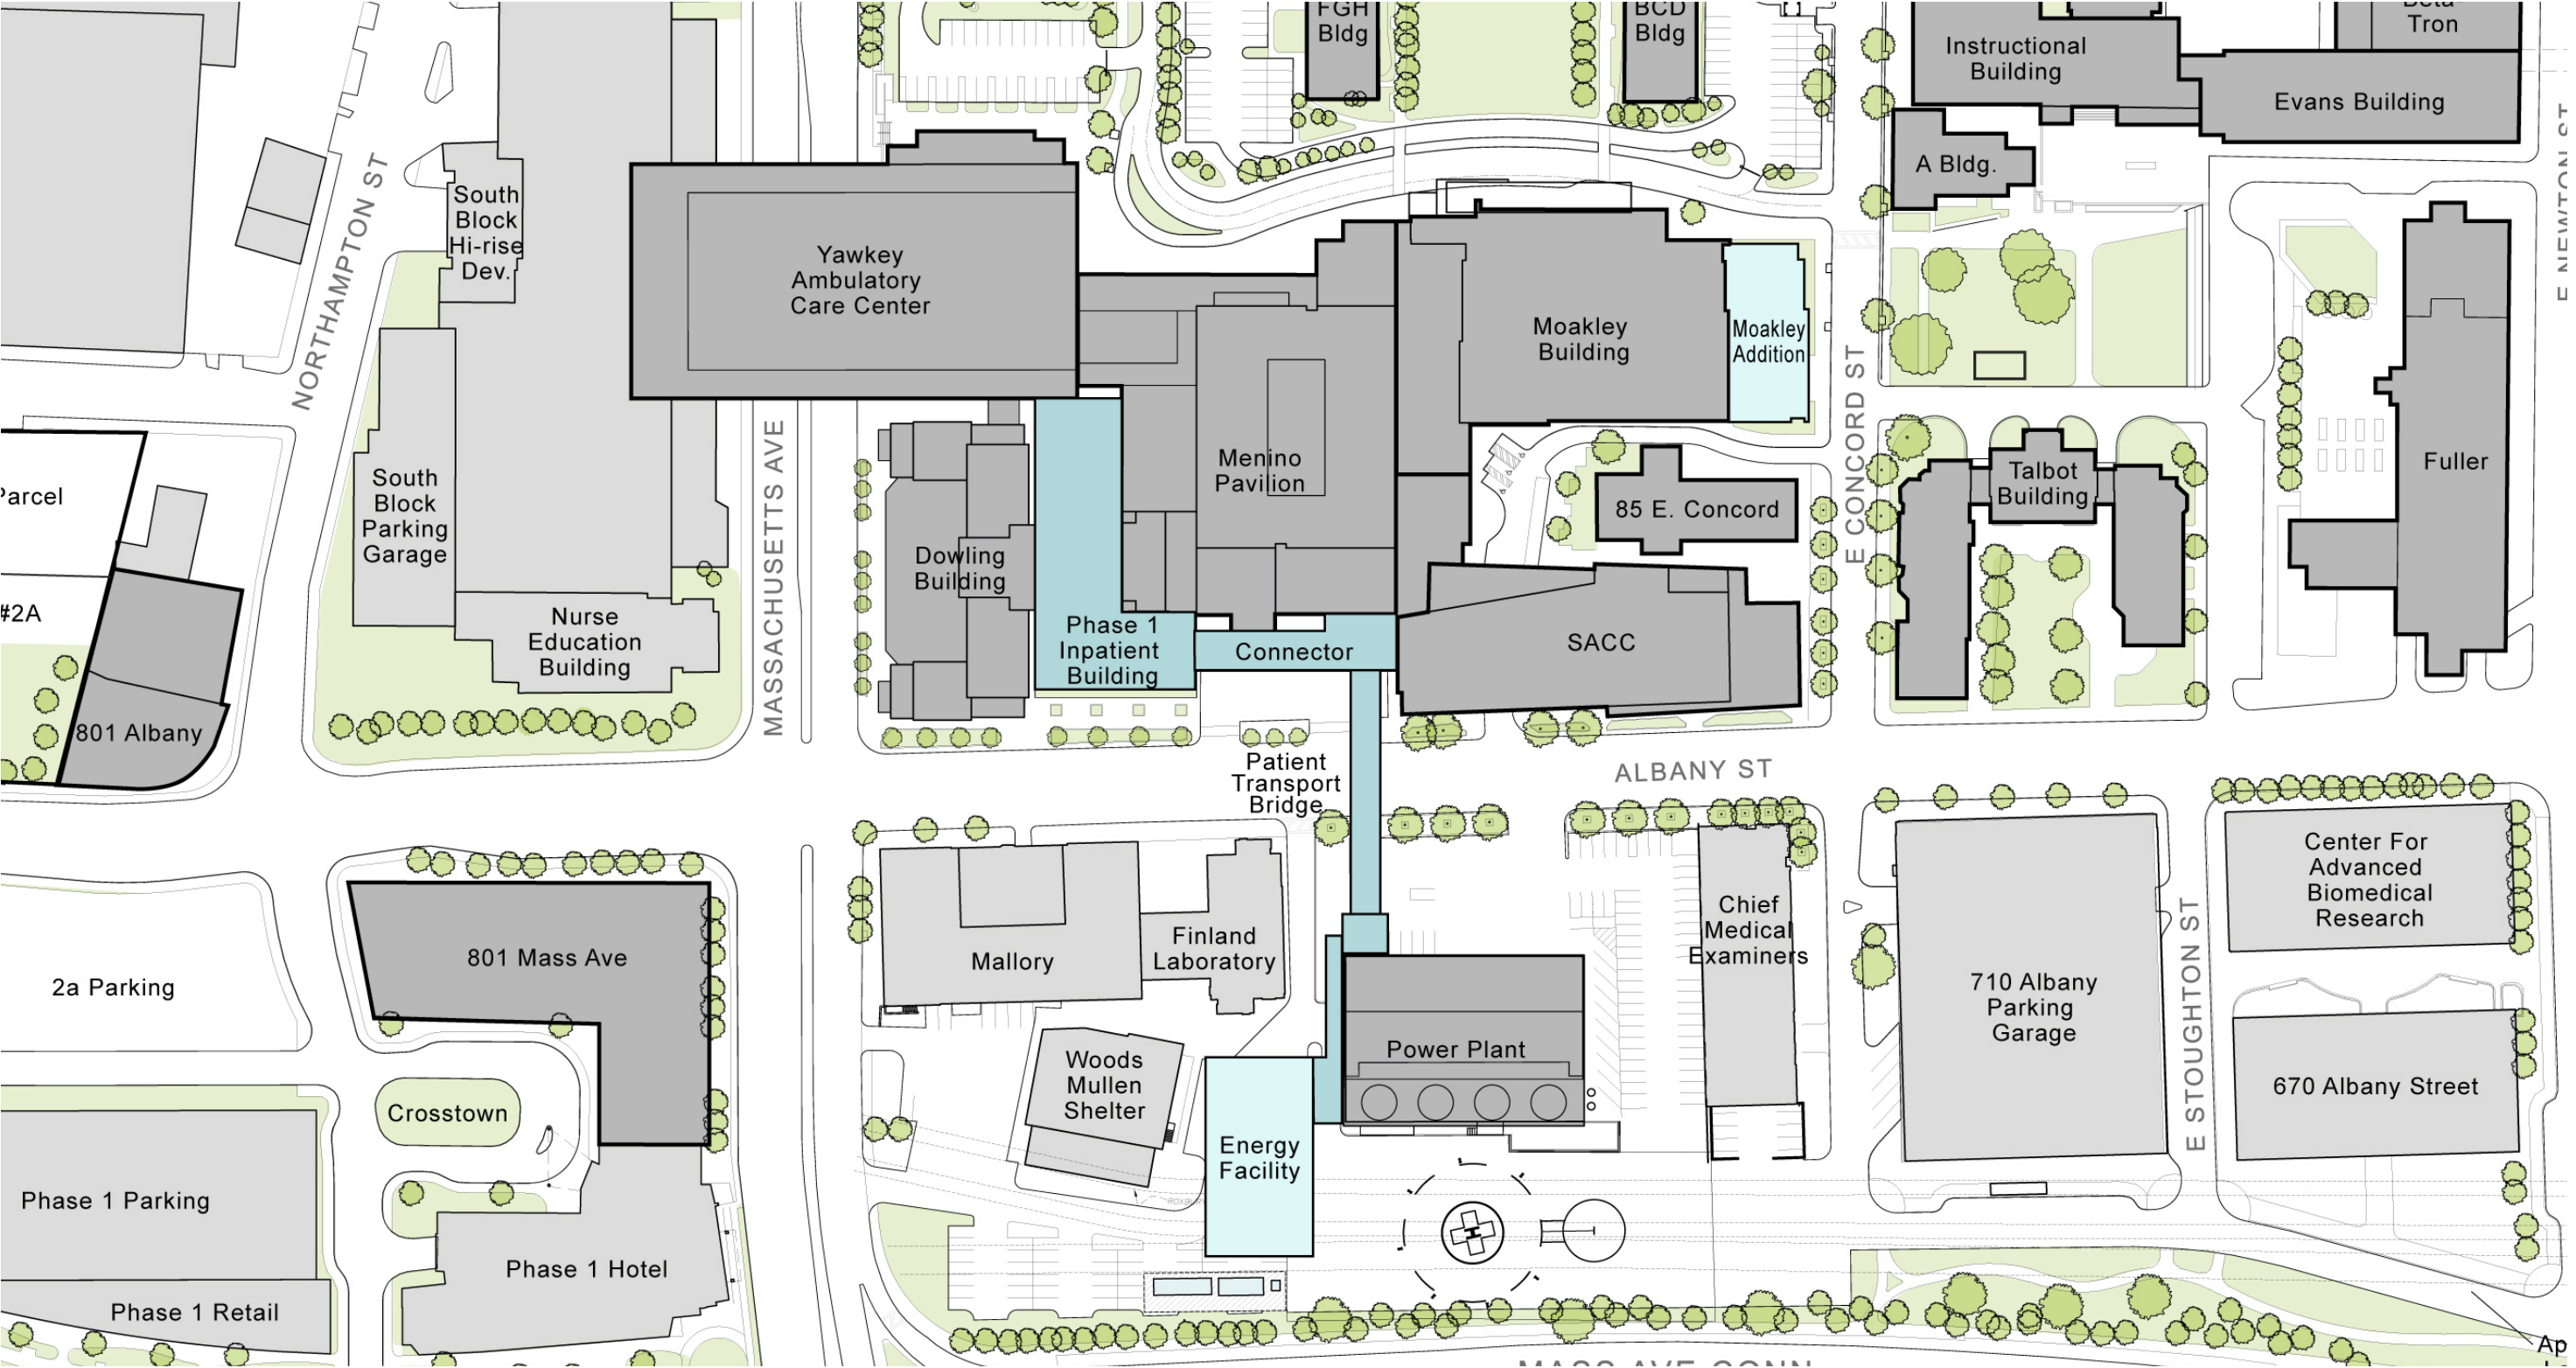 FGH
Bldg
BCD
Bldg
Instructional
Building
Beta
Tron
Evans Building
A Bldg.
E NEWTON ST
NORTHAMPTON ST
South
Block
Hi-rise
Dev.
Yawkey
Ambulatory
Care Center
Moakley
Building
Moakley
Addition
E CONCORD ST
MASSACHUSETTS AVE
Parcel
#2A
South
Block
Parking
Garage
Menino
Pavilion
85 E. Concord
Talbot
Building
Fuller
Dowling
Building
Nurse
Education
Building
Phase 1
Inpatient
Building
Connector
SACC
801 Albany
Patient
Transport
Bridge
ALBANY ST
801 Mass Ave
2a Parking
Mallory
Finland
Laboratory
Chief
Medical
Examiners
710 Albany
Parking
Garage
E STOUGHTON ST
Center For
Advanced
Biomedical
Research
Woods
Mullen
Shelter
Power Plant
670 Albany Street
Crosstown
Energy
Facility
H
Phase 1 Parking
Phase 1 Hotel
Phase 1 Retail
MASS AVE CONN
Ap